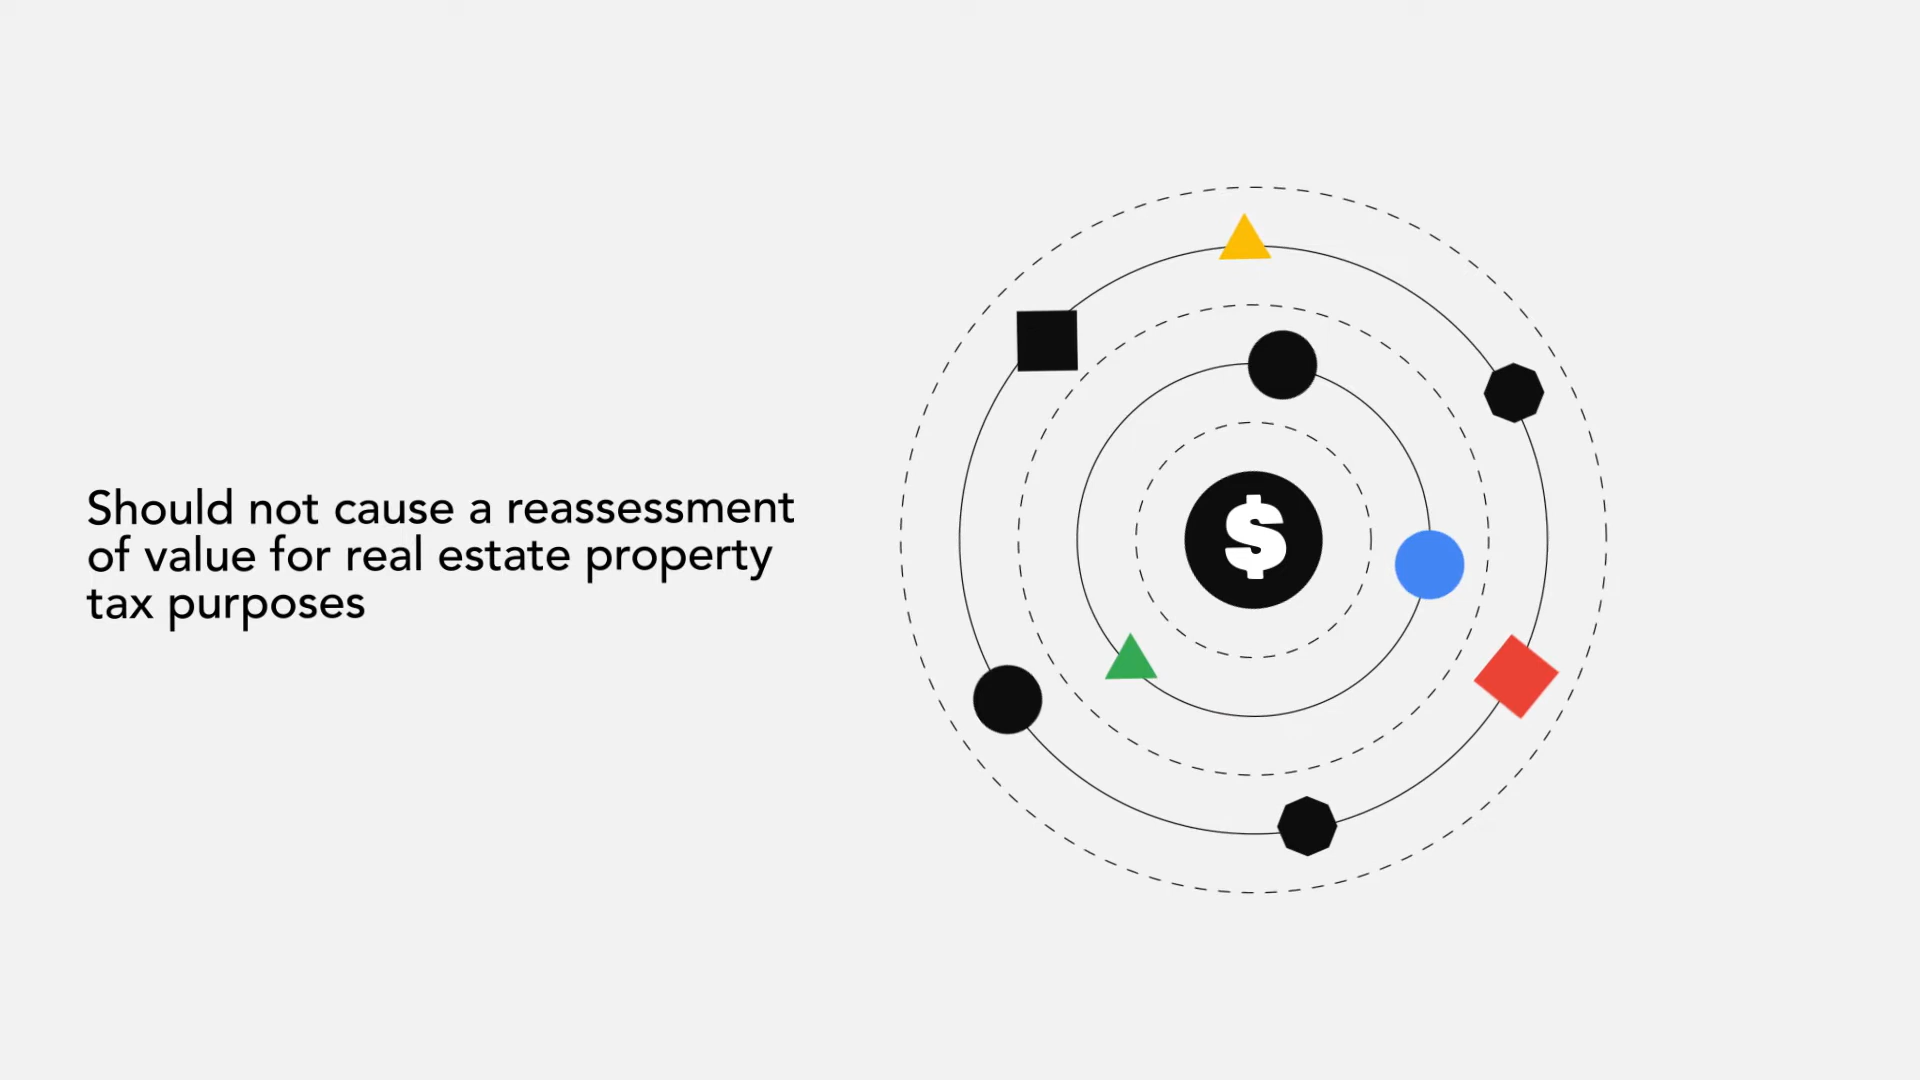 Should not cause a reassessment
of value for real estate property
tax purposes
$